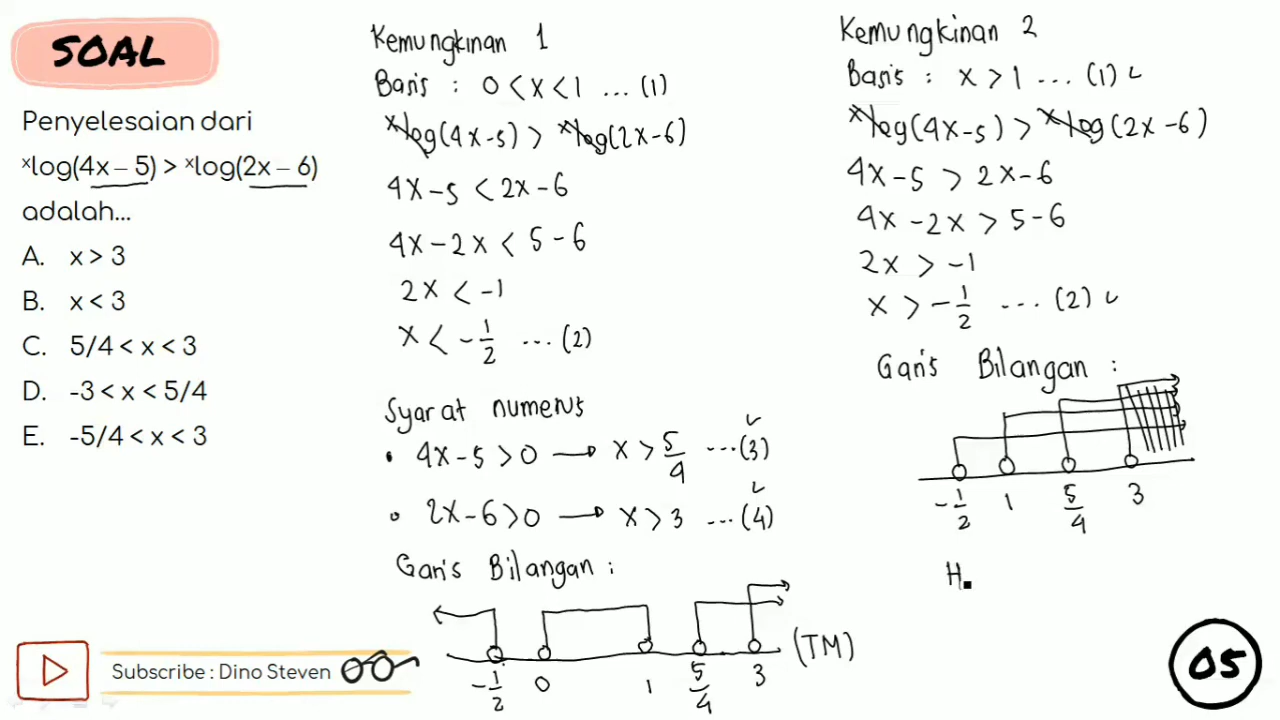 SOAL
Penyelesaian dari
ˣlog(4x – 5) > ˣlog(2x – 6)
adalah...
A. x > 3
B. x < 3
C. 5/4 < x < 3
D. -3 < x < 5/4
E. -5/4 < x < 3
Kemungkinan 1
Basis : 0 < x < 1 ... (1)
ˣlog(4x-5) > ˣlog(2x-6)
4x-5 < 2x-6
4x-2x < 5-6
2x < -1
x < -1/2 ... (2)
Syarat numerus
• 4x-5 > 0 → x > 5/4 ...(3)
• 2x-6 > 0 → x > 3 ...(4)
Garis Bilangan :
-1/2 0 1 5/4 3 (TM)
Kemungkinan 2
Basis : x > 1 ... (1)
ˣlog(4x-5) > ˣlog(2x-6)
4x-5 > 2x-6
4x-2x > 5-6
2x > -1
x > -1/2 ... (2)
Garis Bilangan :
-1/2 1 5/4 3
H
Subscribe : Dino Steven
05